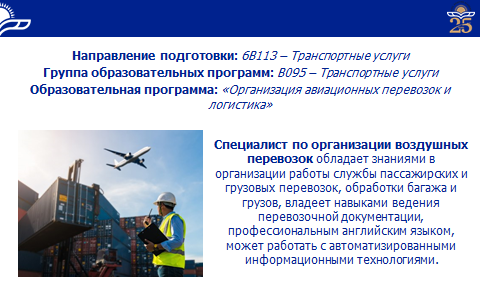 25
Направление подготовки: 6В113 – Транспортные услуги
Группа образовательных программ: В095 – Транспортные услуги
Образовательная программа: «Организация авиационных перевозок и
логистика»
Специалист по организации воздушных
перевозок обладает знаниями в
организации работы службы пассажирских и
грузовых перевозок, обработки багажа и
грузов, владеет навыками ведения
перевозочной документации,
профессиональным английским языком,
может работать с автоматизированными
информационными технологиями.